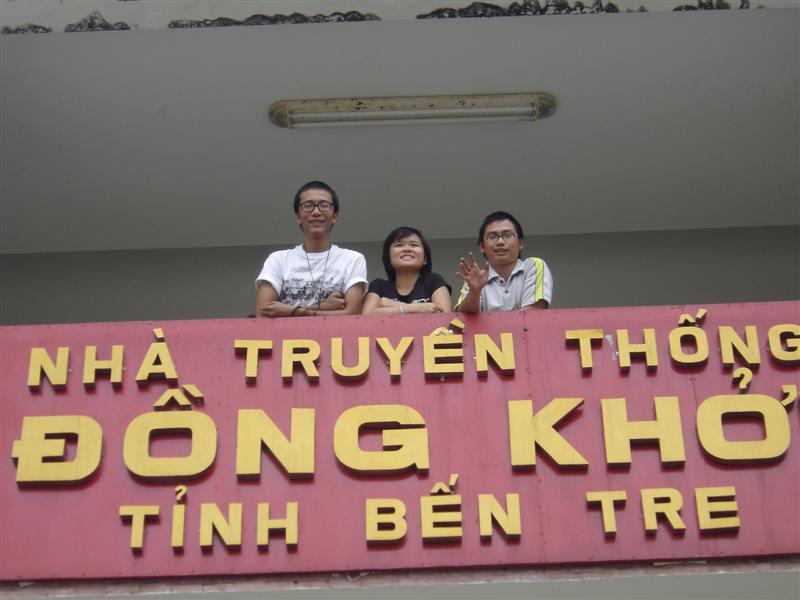 NHÀ TRUYỀN THỐNG
ĐỒNG KHỞI
TỈNH BẾN TRE